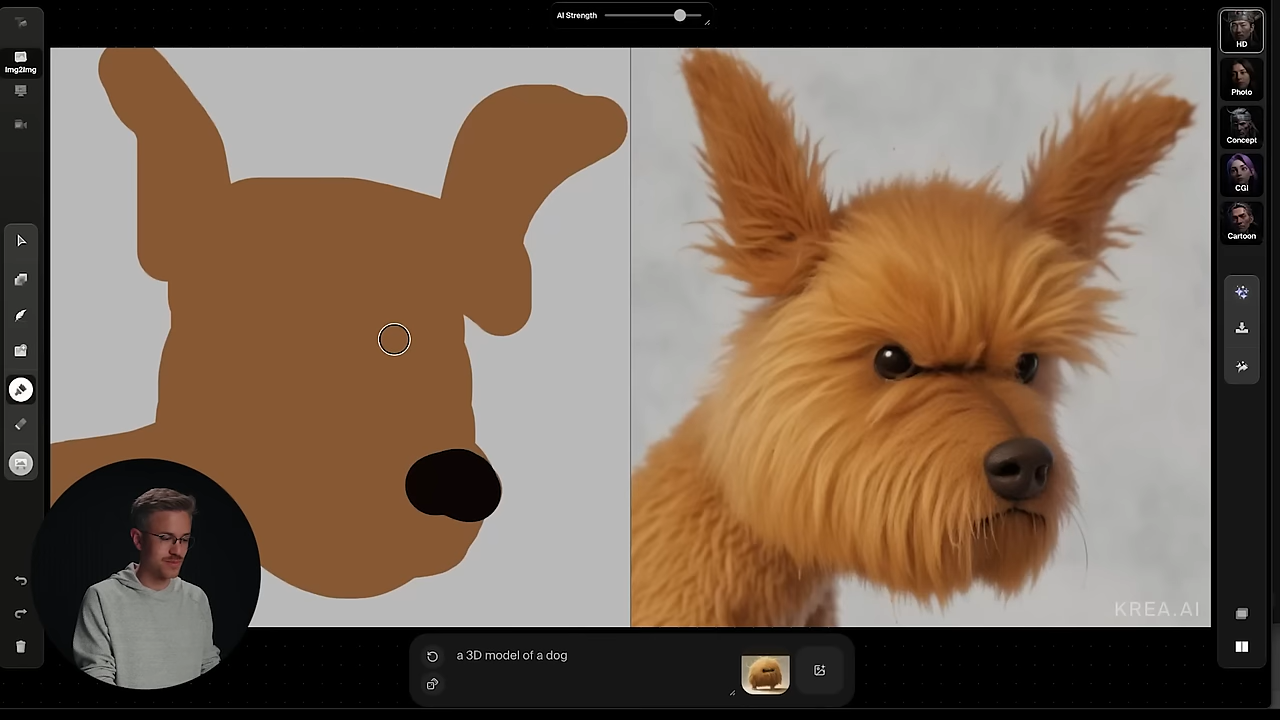 AI Strength
Img2Img
HD
Photo
Concept
CGI
Cartoon
KREA.AI
a 3D model of a dog